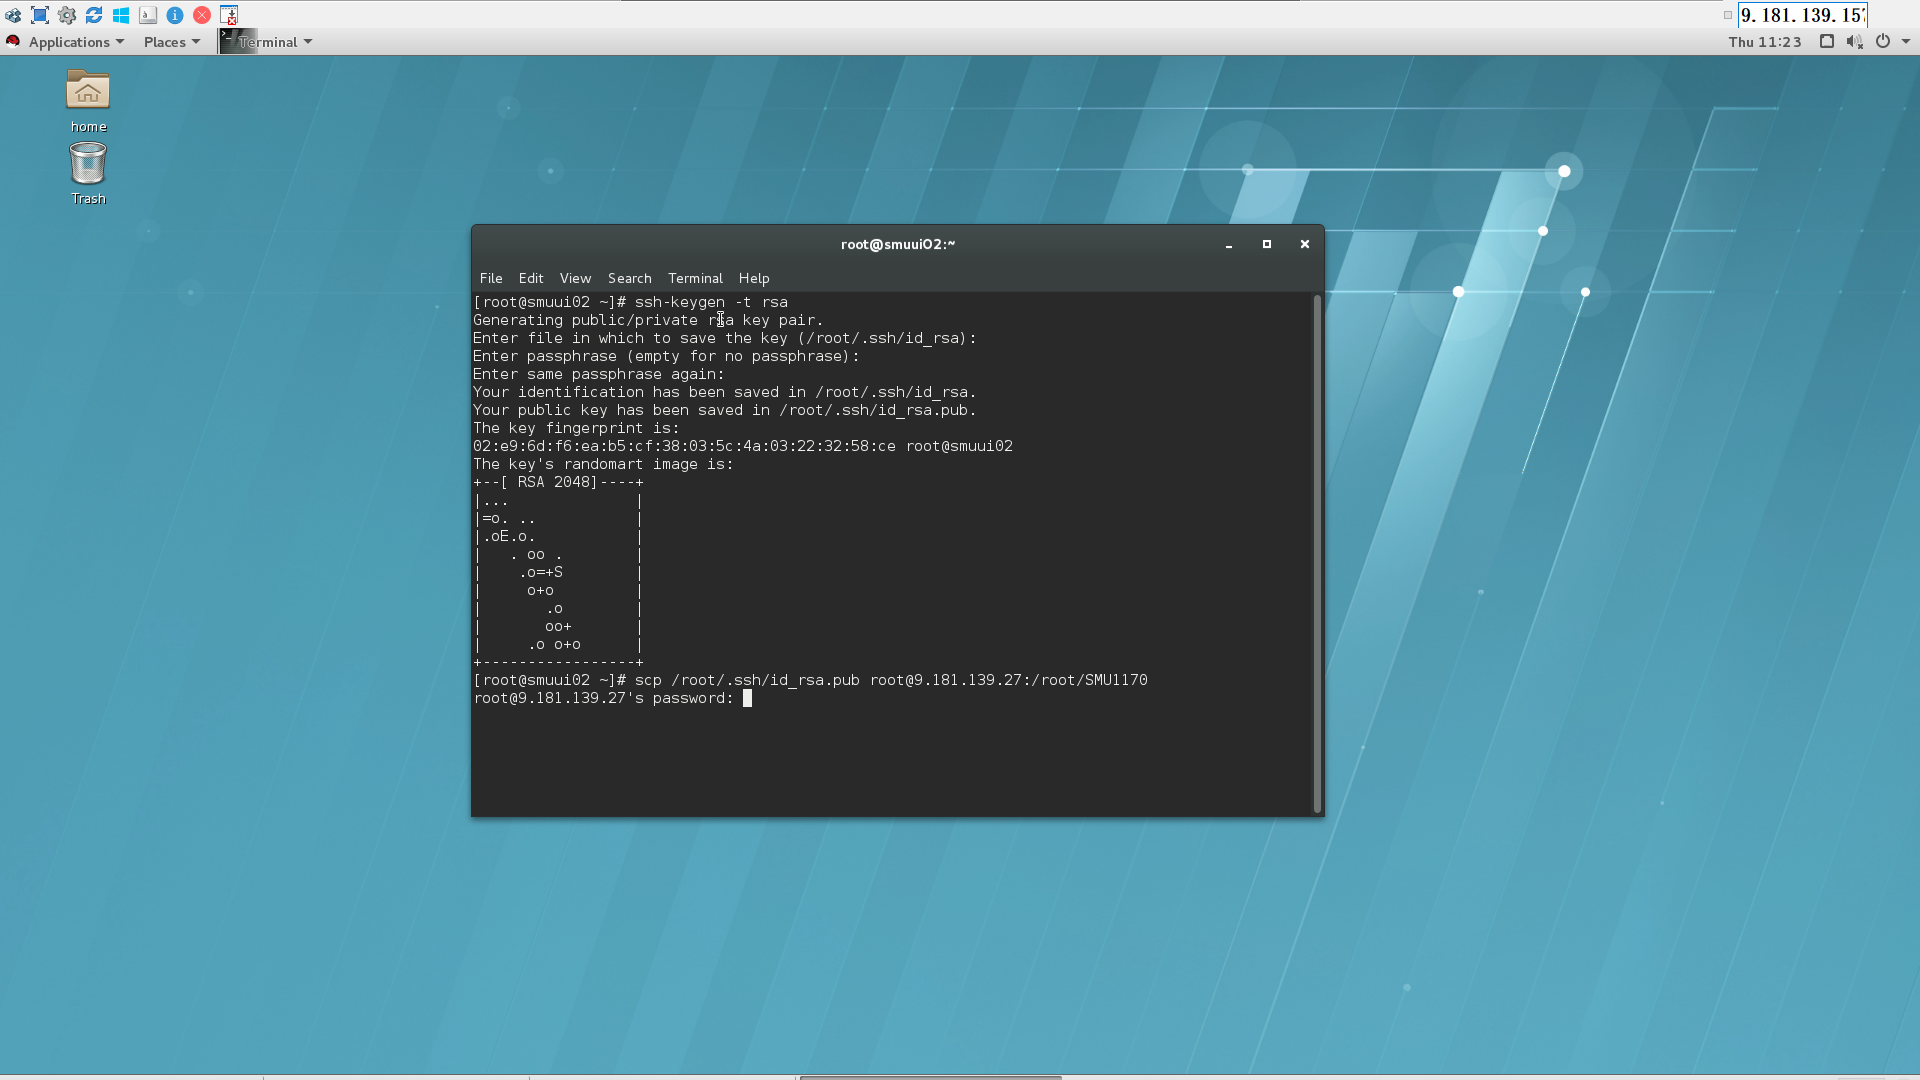 9.181.139.15
Applications Places Terminal
Thu 11:23
home
Trash
root@smuui02:~
File Edit View Search Terminal Help
[root@smuui02 ~]# ssh-keygen -t rsa
Generating public/private rsa key pair.
Enter file in which to save the key (/root/.ssh/id_rsa):
Enter passphrase (empty for no passphrase):
Enter same passphrase again:
Your identification has been saved in /root/.ssh/id_rsa.
Your public key has been saved in /root/.ssh/id_rsa.pub.
The key fingerprint is:
02:e9:6d:f6:ea:b5:cf:38:03:5c:4a:03:22:32:58:ce root@smuui02
The key's randomart image is:
+--[ RSA 2048]----+
|...              |
|=o. ..           |
|.oE.o.           |
|   . oo .        |
|    .o=+S        |
|     o+o         |
|       .o        |
|       oo+       |
|     .o o+o      |
+-----------------+
[root@smuui02 ~]# scp /root/.ssh/id_rsa.pub root@9.181.139.27:/root/SMU1170
root@9.181.139.27's password: